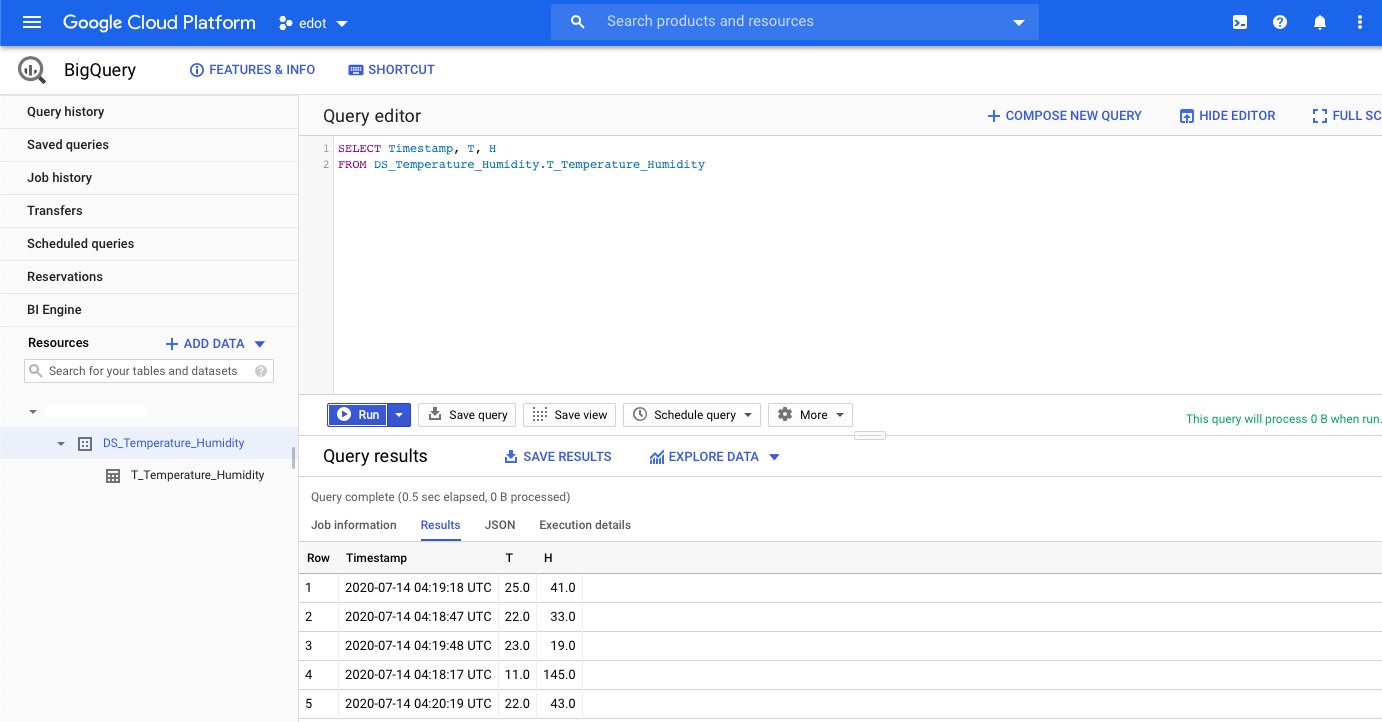 Google Cloud Platform edot Search products and resources
BigQuery FEATURES & INFO SHORTCUT
Query history
Saved queries
Job history
Transfers
Scheduled queries
Reservations
BI Engine
Resources ADD DATA
Search for your tables and datasets
DS_Temperature_Humidity
T_Temperature_Humidity
Query editor COMPOSE NEW QUERY HIDE EDITOR FULL SC
1 SELECT Timestamp, T, H
2 FROM DS_Temperature_Humidity.T_Temperature_Humidity
Run Save query Save view Schedule query More This query will process 0 B when run.
Query results SAVE RESULTS EXPLORE DATA
Query complete (0.5 sec elapsed, 0 B processed)
Job information Results JSON Execution details
Row Timestamp T H
1 2020-07-14 04:19:18 UTC 25.0 41.0
2 2020-07-14 04:18:47 UTC 22.0 33.0
3 2020-07-14 04:19:48 UTC 23.0 19.0
4 2020-07-14 04:18:17 UTC 11.0 145.0
5 2020-07-14 04:20:19 UTC 22.0 43.0